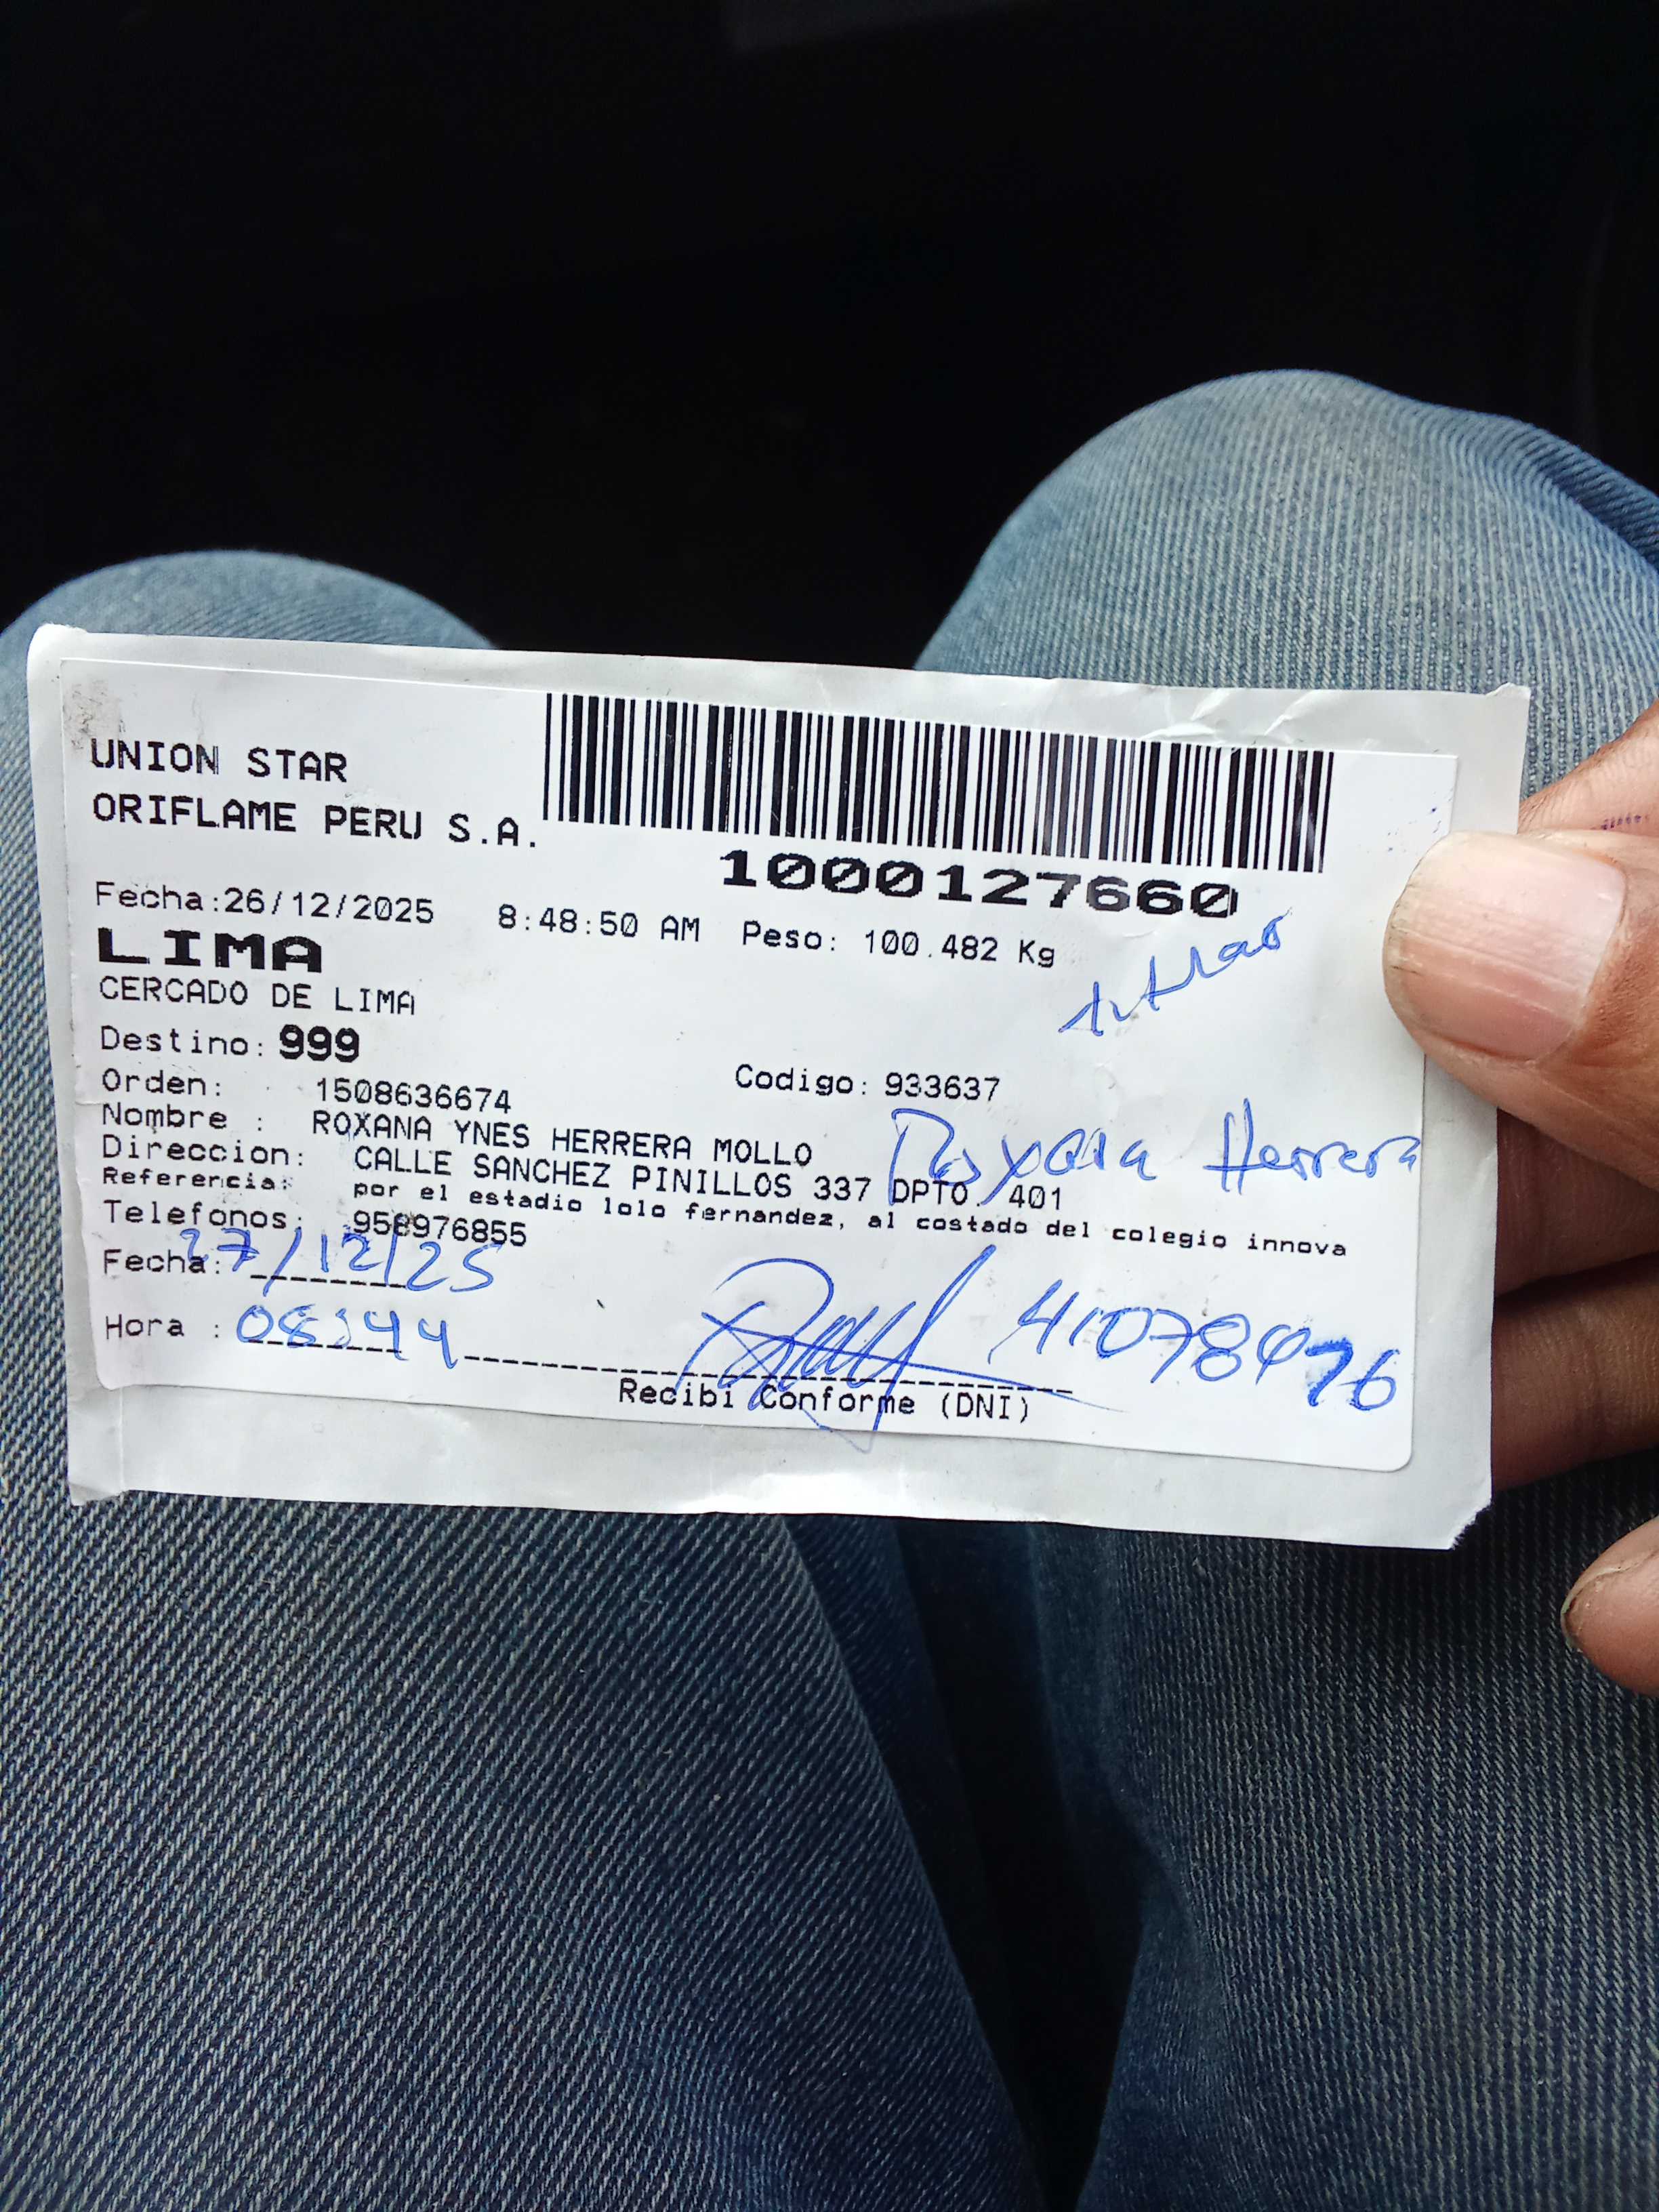 UNION STAR
ORIFLAME PERU S.A.
1000127660
Fecha:26/12/2025 8:48:50 AM Peso: 100.482 Kg
LIMA
CERCADO DE LIMA
Destino: 999
Orden: 1508636674 Codigo: 933637
Nombre : ROXANA YNES HERRERA MOLLO
Roxana Herrera
Direccion: CALLE SANCHEZ PINILLOS 337 DPTO. 401
Referencia: por el estadio lolo fernandez, al costado del colegio innova
Telefonos: 958976855
Fecha: 27/12/25
Hora : 08:44
Recibi Conforme (DNI)